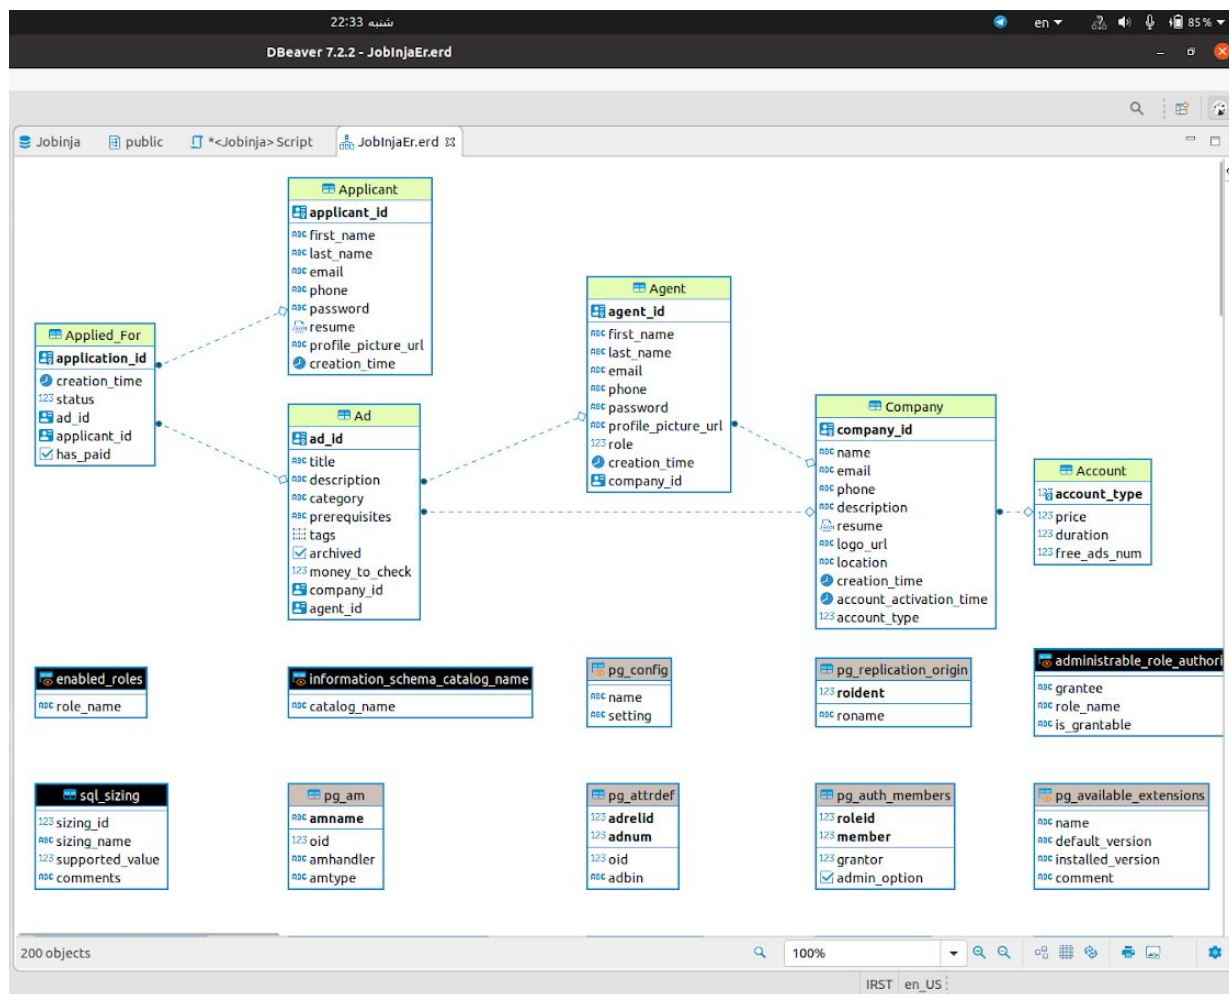 شنبه 22:33
en
85 %
DBeaver 7.2.2 - JobInjaEr.erd
Jobinja
public
*<Jobinja> Script
JobInjaEr.erd
Applicant
applicant_id
first_name
last_name
email
phone
password
resume
profile_picture_url
creation_time
Applied_For
application_id
creation_time
status
ad_id
applicant_id
has_paid
Ad
ad_id
title
description
category
prerequisites
tags
archived
money_to_check
company_id
agent_id
Agent
agent_id
first_name
last_name
email
phone
password
profile_picture_url
role
creation_time
company_id
Company
company_id
name
email
phone
description
resume
logo_url
location
creation_time
account_activation_time
account_type
Account
account_type
price
duration
free_ads_num
enabled_roles
role_name
information_schema_catalog_name
catalog_name
pg_config
name
setting
pg_replication_origin
roident
roname
administrable_role_authori
grantee
role_name
is_grantable
sql_sizing
sizing_id
sizing_name
supported_value
comments
pg_am
amname
oid
amhandler
amtype
pg_attrdef
adrelid
adnum
oid
adbin
pg_auth_members
roleid
member
grantor
admin_option
pg_available_extensions
name
default_version
installed_version
comment
200 objects
100%
IRST
en_US